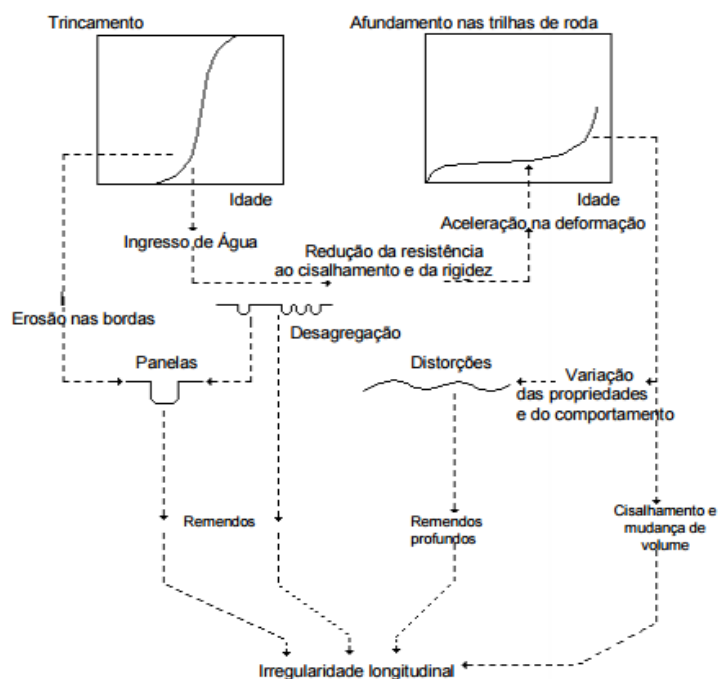 Trincamento
Afundamento nas trilhas de roda
Idade
Idade
Ingresso de Água
Aceleração na deformação
Redução da resistência
ao cisalhamento e da rigidez
Erosão nas bordas
Desagregação
Panelas
Distorções
Variação
das propriedades
e do comportamento
Remendos
Remendos
profundos
Cisalhamento e
mudança de
volume
Irregularidade longitudinal